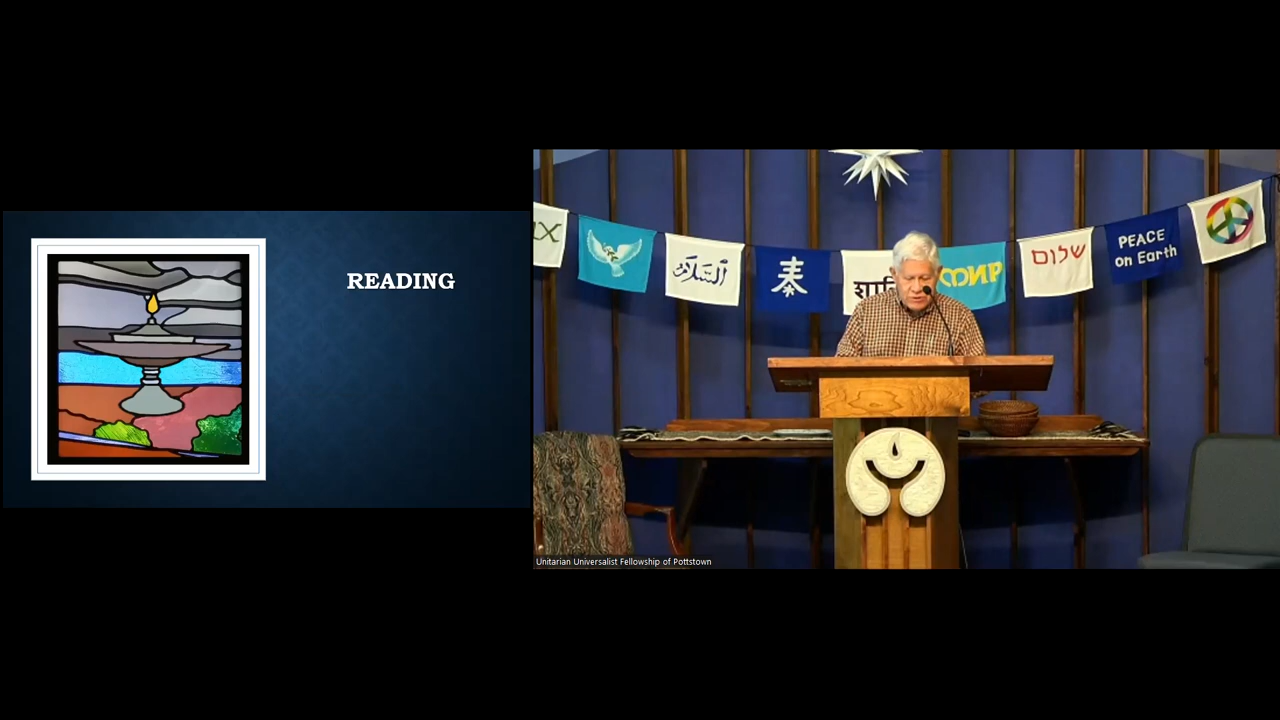 READING
السلام
泰
שלום
PEACE
on Earth
Unitarian Universalist Fellowship of Pottstown